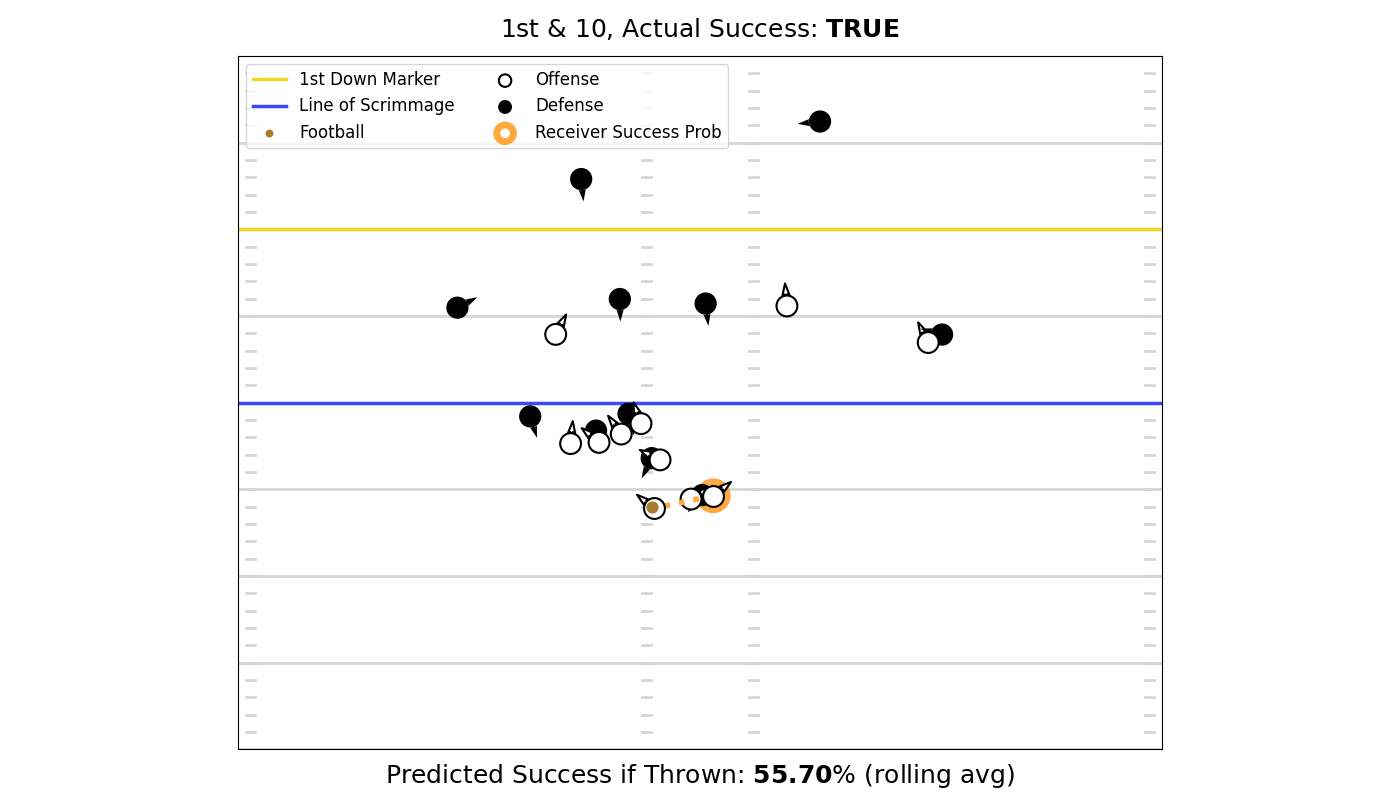 1st & 10, Actual Success: TRUE
1st Down Marker
Line of Scrimmage
Football
Offense
Defense
Receiver Success Prob
Predicted Success if Thrown: 55.70% (rolling avg)